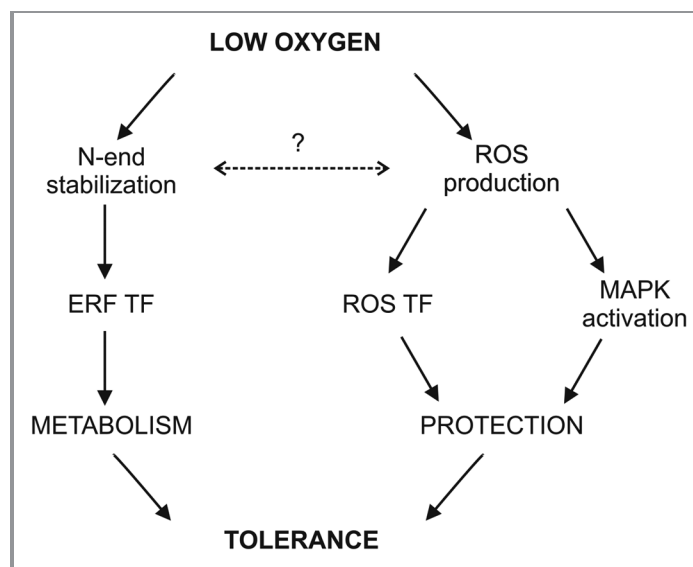 LOW OXYGEN
?
N-end
stabilization
ROS
production
ERF TF
ROS TF
MAPK
activation
METABOLISM
PROTECTION
TOLERANCE